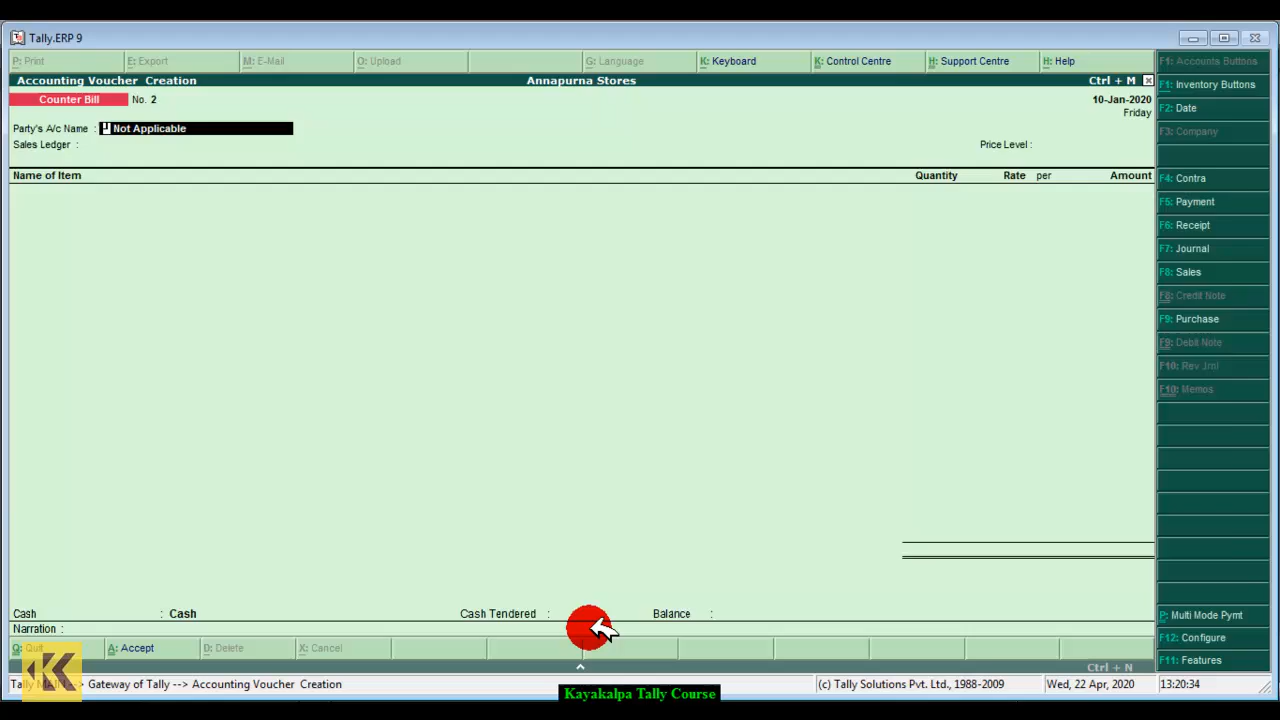 Tally.ERP 9
P: Print E: Export M: E-Mail O: Upload G: Language K: Keyboard K: Control Centre H: Support Centre H: Help
Accounting Voucher Creation Annapurna Stores Ctrl + M
Counter Bill No. 2 10-Jan-2020
Friday
Party's A/c Name : Not Applicable
Sales Ledger : Price Level :
Name of Item Quantity Rate per Amount
Cash : Cash Cash Tendered : Balance :
Narration :
Q: Quit A: Accept D: Delete X: Cancel
Ctrl + N
Tally MAIN --> Gateway of Tally --> Accounting Voucher Creation (c) Tally Solutions Pvt. Ltd., 1988-2009 Wed, 22 Apr, 2020 13:20:34
F1: Accounts Buttons
F1: Inventory Buttons
F2: Date
F3: Company
F4: Contra
F5: Payment
F6: Receipt
F7: Journal
F8: Sales
F8: Credit Note
F9: Purchase
F9: Debit Note
F10: Rev Jrnl
F10: Memos
P: Multi Mode Pymt
F12: Configure
F11: Features
KK
Kayakalpa Tally Course